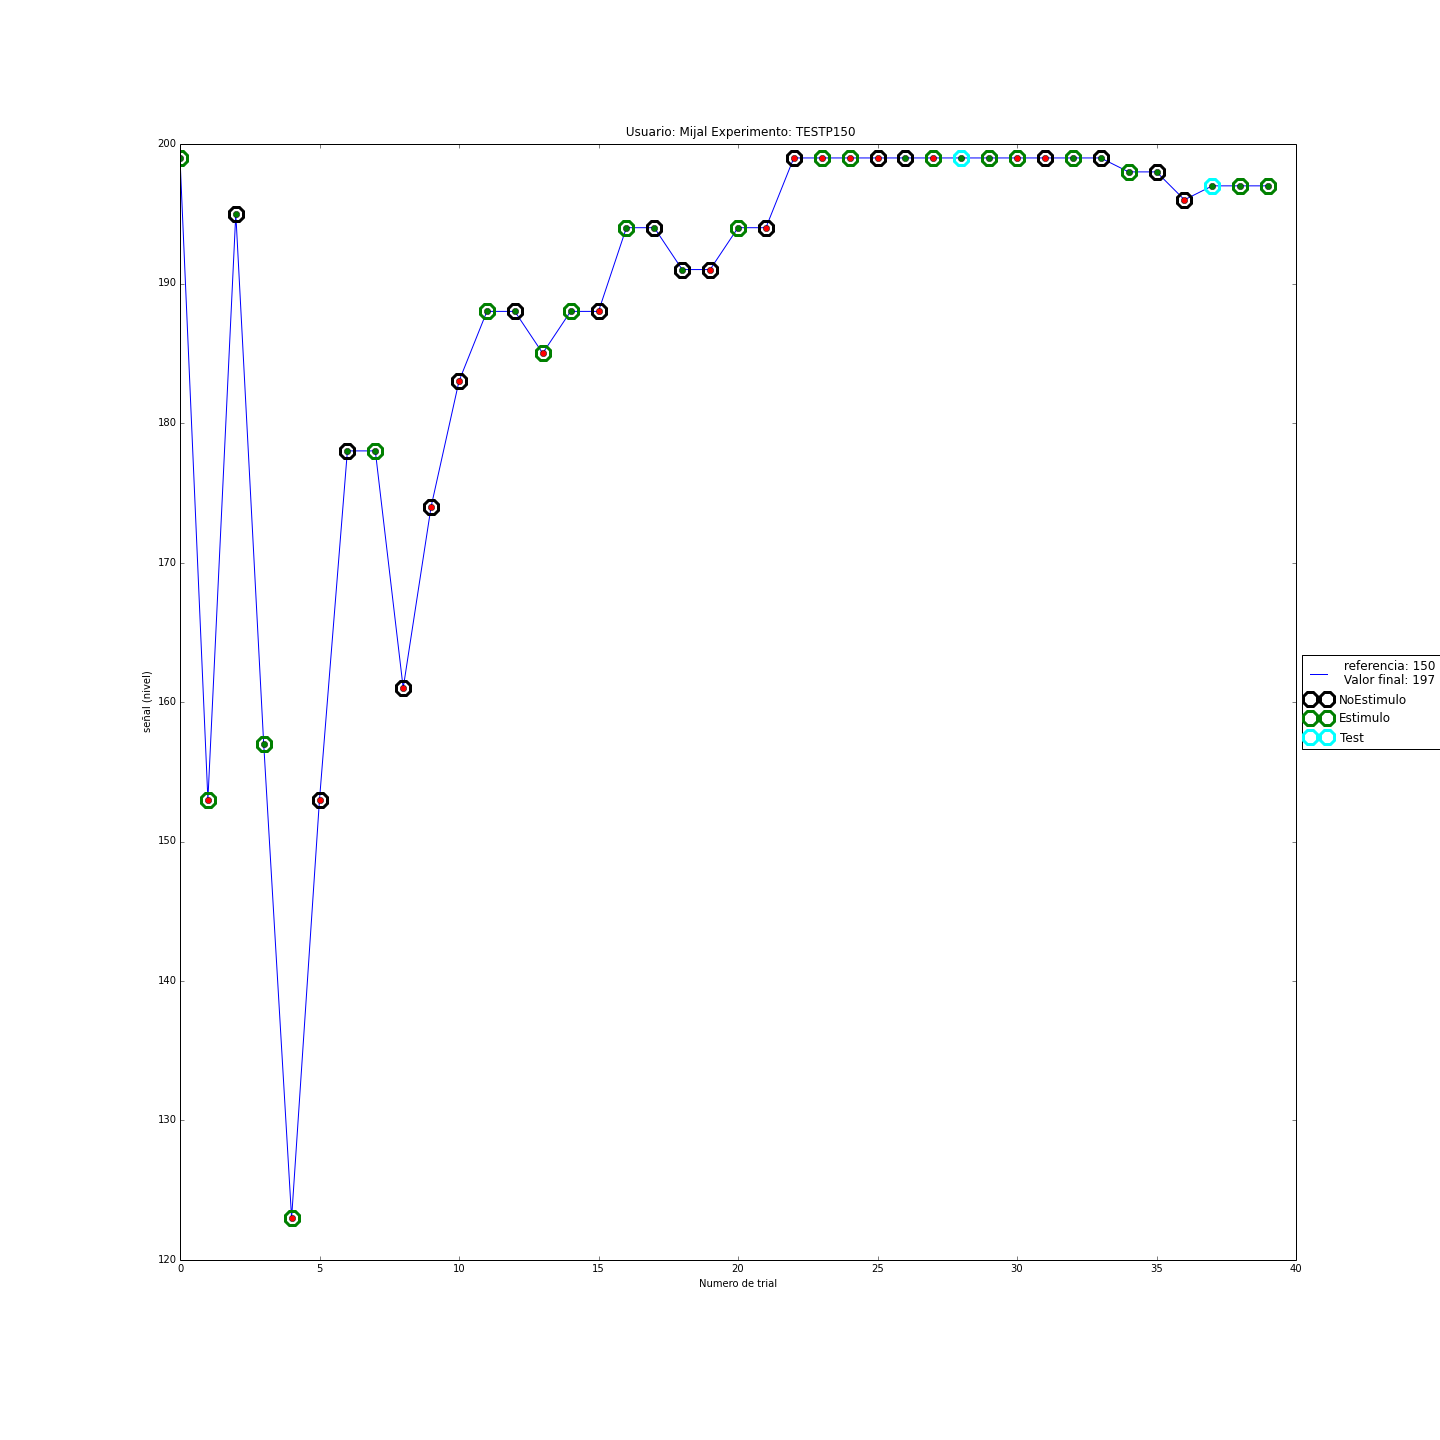 Usuario: Mijal Experimento: TESTP150
200
190
180
170
160
150
140
130
120
señal (nivel)
0 5 10 15 20 25 30 35 40
Numero de trial
referencia: 150
Valor final: 197
NoEstimulo
Estimulo
Test